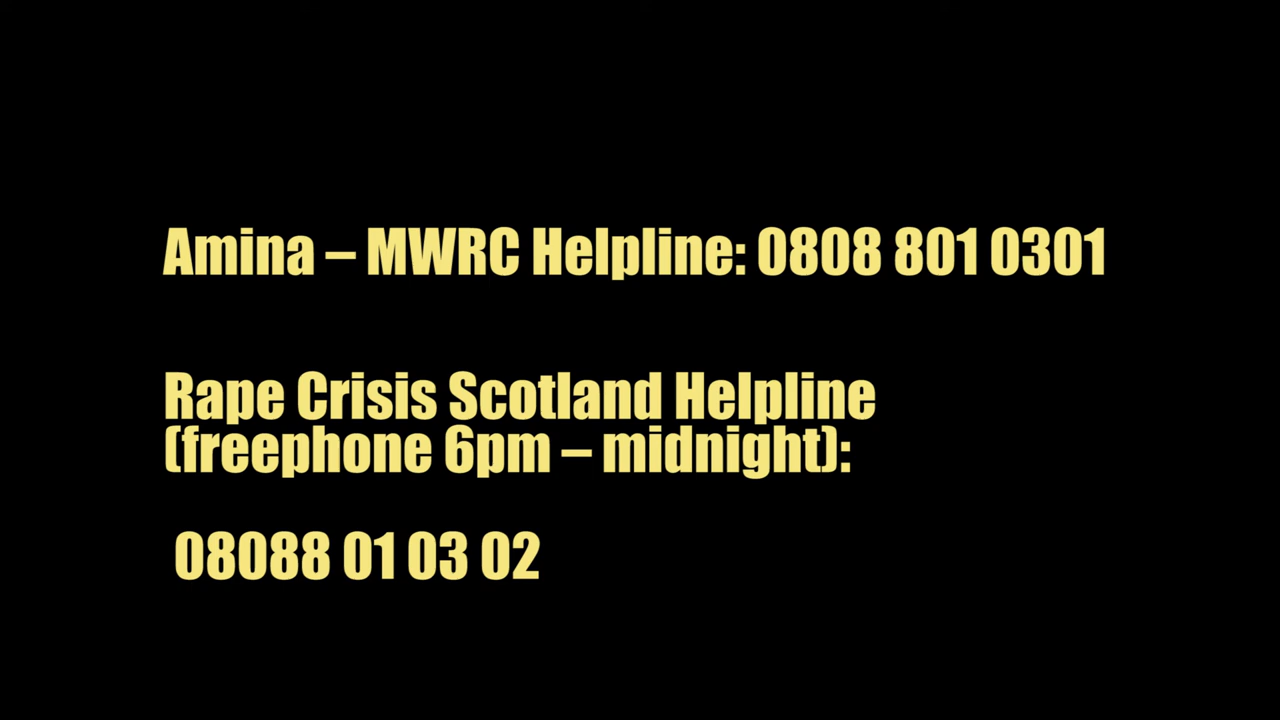 Amina – MWRC Helpline: 0808 801 0301
Rape Crisis Scotland Helpline
(freephone 6pm – midnight):
08088 01 03 02